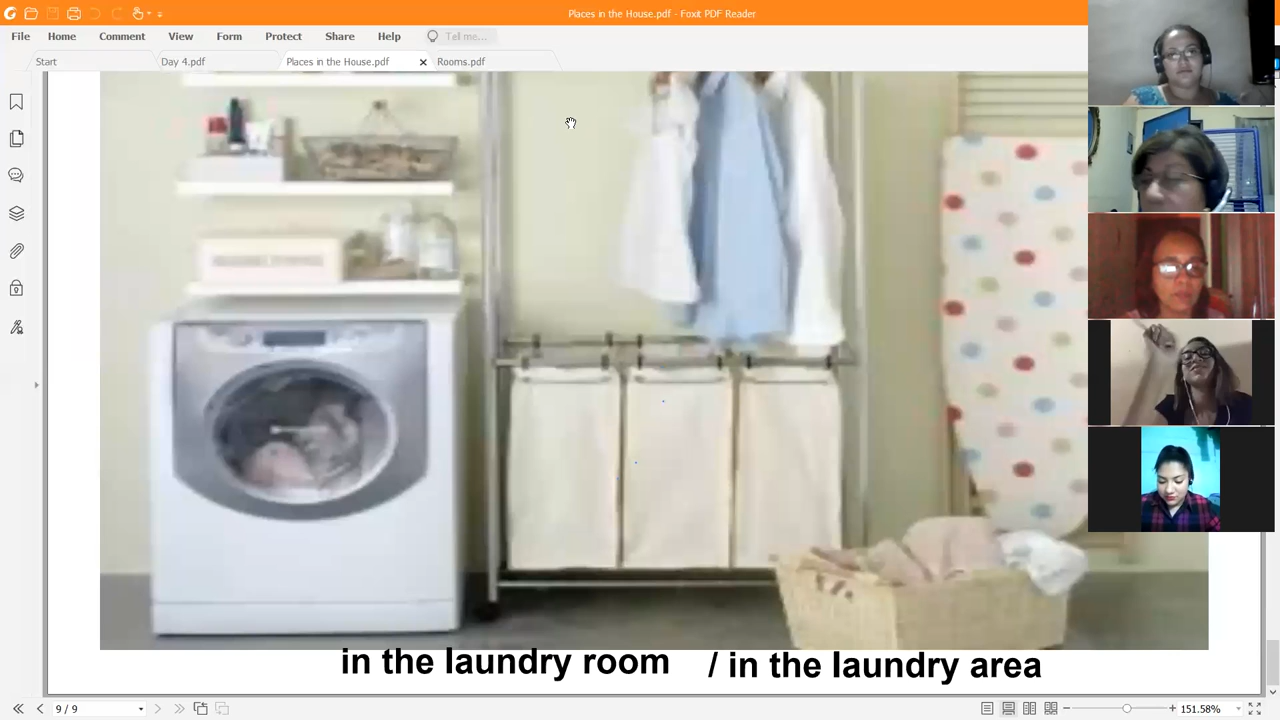 Places in the House.pdf - Foxit PDF Reader
File Home Comment View Form Protect Share Help Tell me...
Start Day 4.pdf Places in the House.pdf Rooms.pdf
in the laundry room / in the laundry area
9 / 9 151.58%